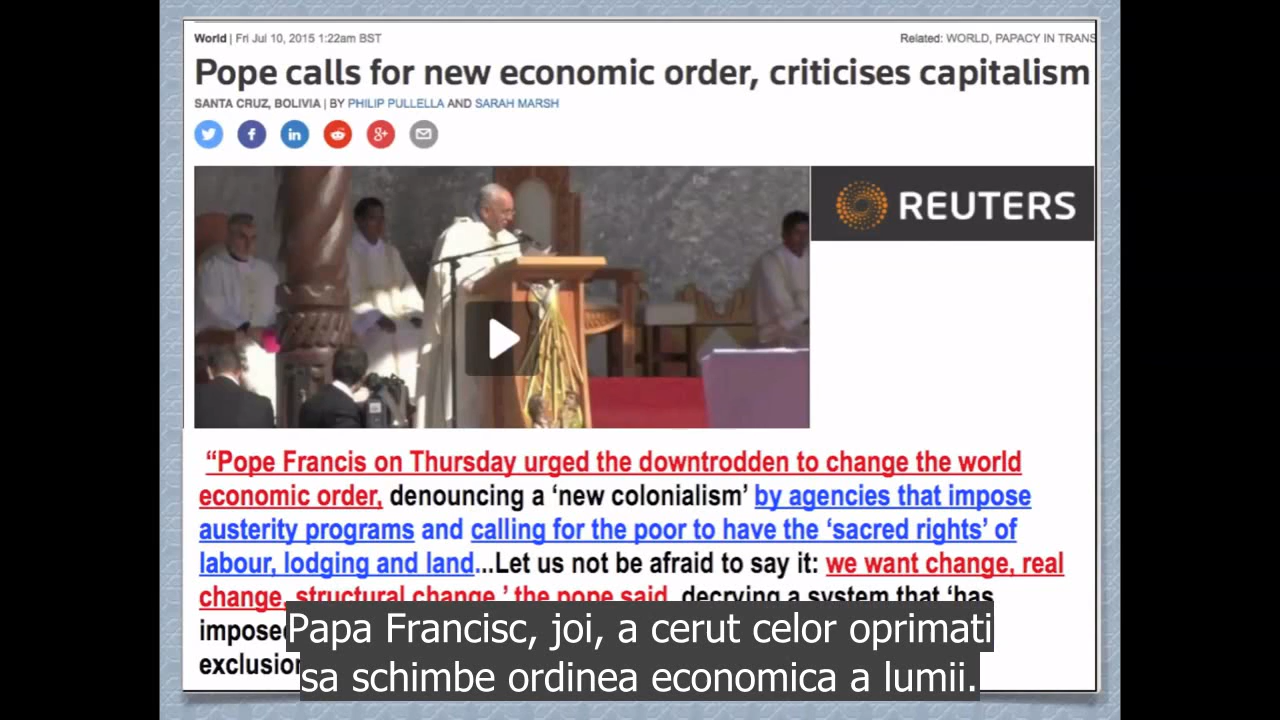 World | Fri Jul 10, 2015 1:22am BST
Related: WORLD, PAPACY IN TRANS
Pope calls for new economic order, criticises capitalism
SANTA CRUZ, BOLIVIA | BY PHILIP PULLELLA AND SARAH MARSH
REUTERS
“Pope Francis on Thursday urged the downtrodden to change the world
economic order, denouncing a ‘new colonialism’ by agencies that impose
austerity programs and calling for the poor to have the ‘sacred rights’ of
labour, lodging and land...Let us not be afraid to say it: we want change, real
change, structural change,’ the pope said, decrying a system that ‘has
Papa Francisc, joi, a cerut celor oprimati
sa schimbe ordinea economica a lumii.